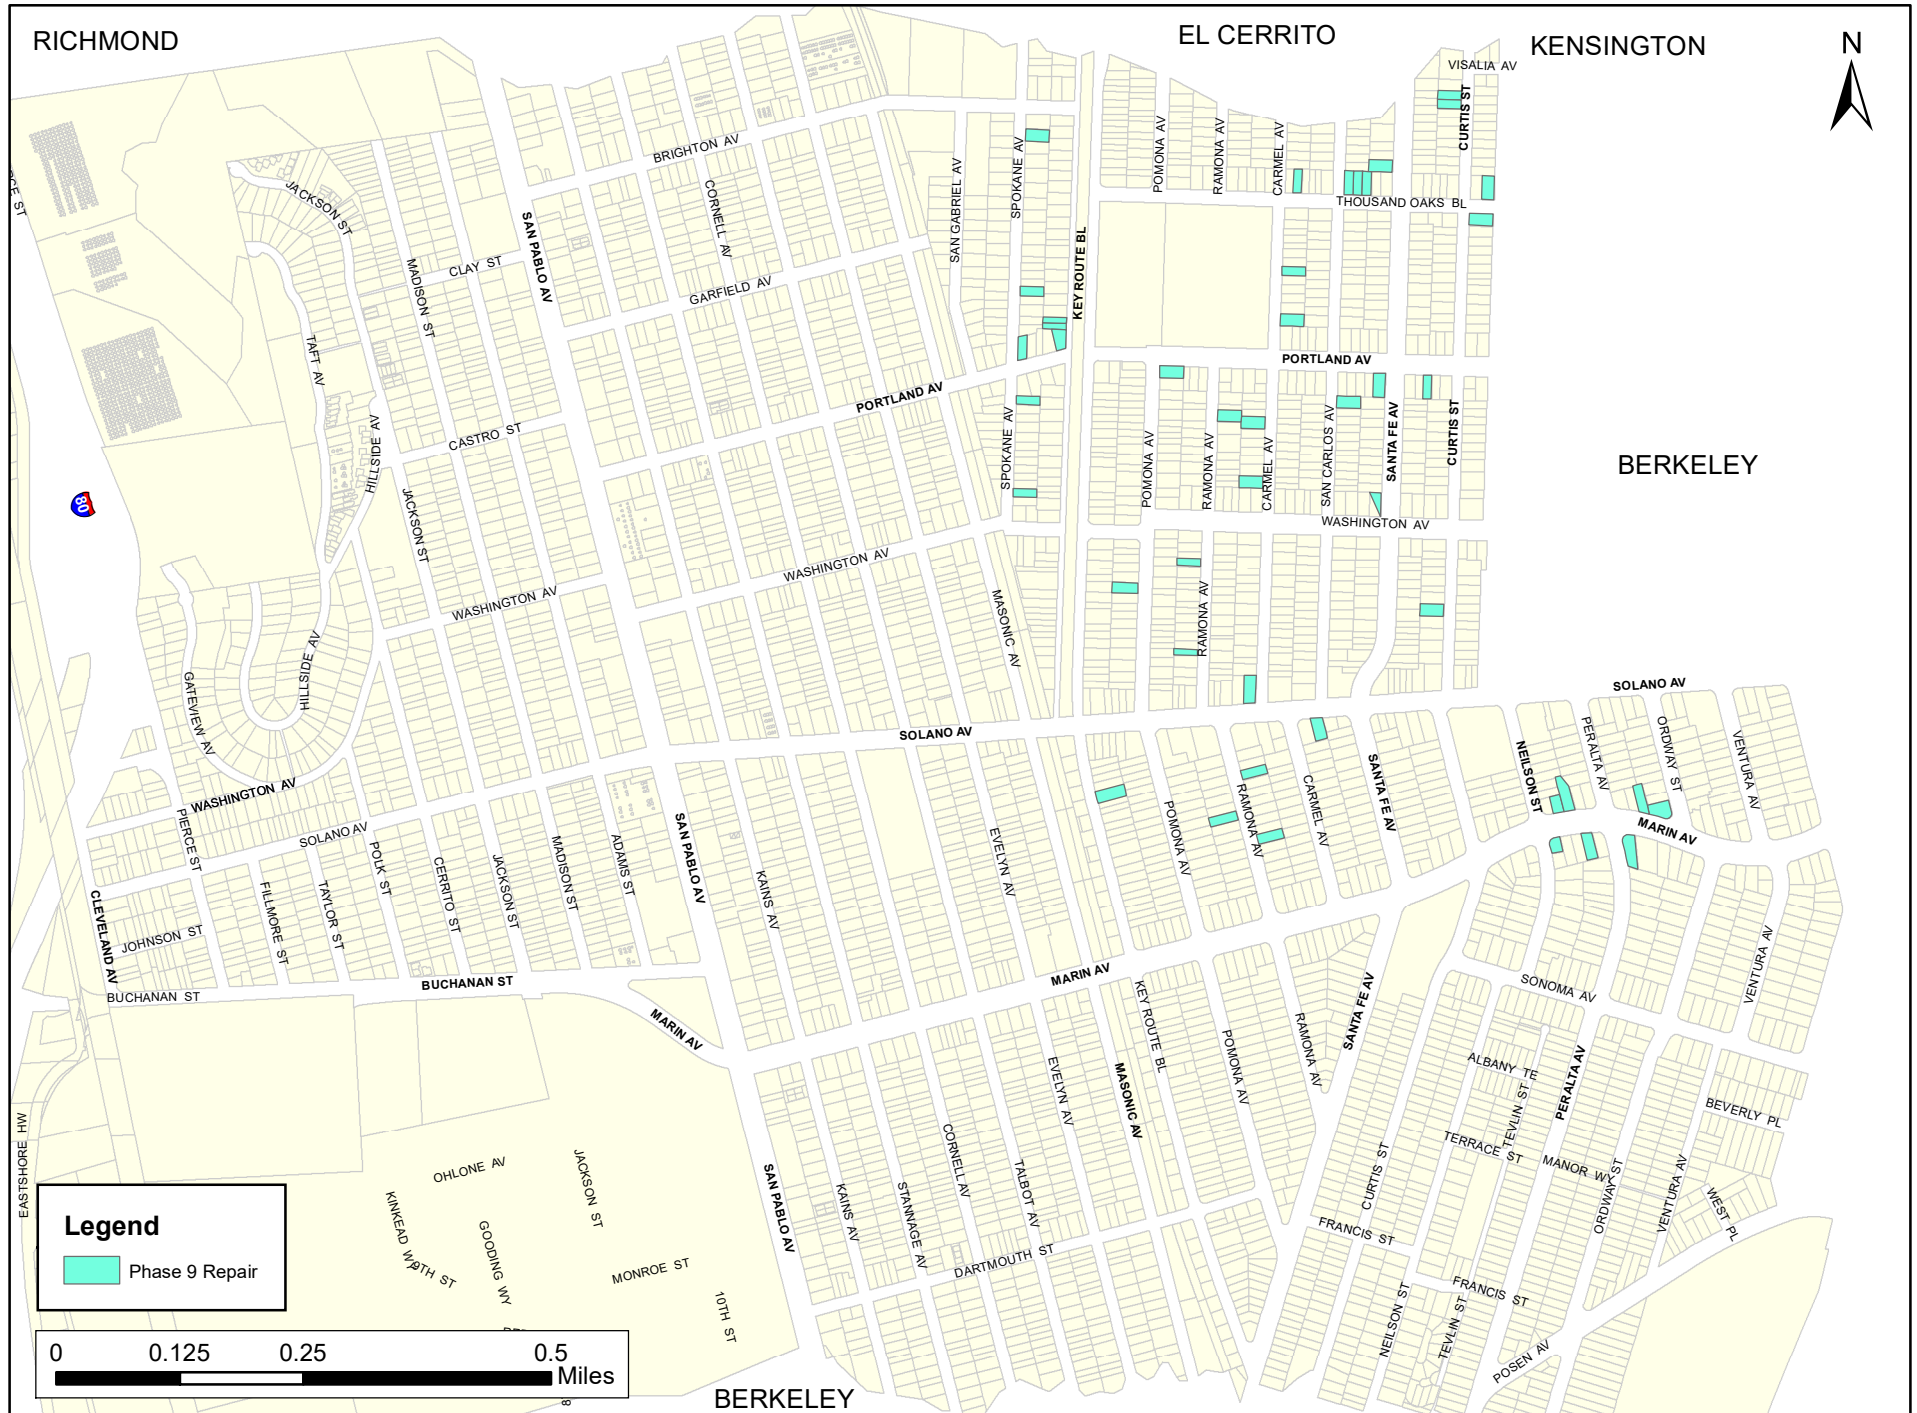 RICHMOND
EL CERRITO
KENSINGTON
N
VISALIA AV
CURTIS ST
BRIGHTON AV
POMONA AV
RAMONA AV
CARMEL AV
SPOKANE AV
SAN GABRIEL AV
JACKSON ST
CORNELL AV
THOUSAND OAKS BL
SAN PABLO AV
KEY ROUTE BL
CLAY ST
MADISON ST
GARFIELD AV
TAFT AV
PORTLAND AV
PORTLAND AV
HILLSIDE AV
CASTRO ST
SPOKANE AV
POMONA AV
RAMONA AV
CARMEL AV
SAN CARLOS AV
SANTA FE AV
CURTIS ST
BERKELEY
80
JACKSON ST
WASHINGTON AV
WASHINGTON AV
WASHINGTON AV
MASONIC AV
RAMONA AV
HILLSIDE AV
GATEVIEW AV
SOLANO AV
SOLANO AV
NEILSON ST
PERALTA AV
ORDWAY ST
VENTURA AV
WASHINGTON AV
PIERCE ST
SOLANO AV
POLK ST
CERRITO ST
JACKSON ST
MADISON ST
ADAMS ST
SAN PABLO AV
KAINS AV
EVELYN AV
POMONA AV
RAMONA AV
CARMEL AV
SANTA FE AV
MARIN AV
CLEVELAND AV
JOHNSON ST
FILLMORE ST
TAYLOR ST
BUCHANAN ST
BUCHANAN ST
MARIN AV
MARIN AV
KEY ROUTE BL
POMONA AV
RAMONA AV
SANTA FE AV
SONOMA AV
VENTURA AV
ALBANY TE
TEVLIN ST
PERALTA AV
BEVERLY PL
EVELYN AV
MASONIC AV
EASTSHORE HW
OHLONE AV
JACKSON ST
KINKEAD WY
9TH ST
GOODING WY
MONROE ST
10TH ST
SAN PABLO AV
KAINS AV
STANNAGE AV
CORNELL AV
TALBOT AV
DARTMOUTH ST
CURTIS ST
TERRACE ST
MANOR WY
ORDWAY ST
VENTURA AV
WEST PL
FRANCIS ST
FRANCIS ST
NEILSON ST
TEVLIN ST
POSEN AV
Legend
Phase 9 Repair
0 0.125 0.25 0.5
Miles
BERKELEY